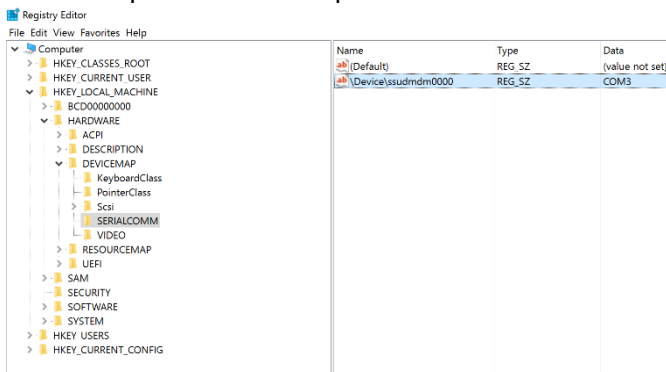 Registry Editor
File Edit View Favorites Help
Computer
HKEY_CLASSES_ROOT
HKEY_CURRENT_USER
HKEY_LOCAL_MACHINE
BCD00000000
HARDWARE
ACPI
DESCRIPTION
DEVICEMAP
KeyboardClass
PointerClass
Scsi
SERIALCOMM
VIDEO
RESOURCEMAP
UEFI
SAM
SECURITY
SOFTWARE
SYSTEM
HKEY_USERS
HKEY_CURRENT_CONFIG
Name Type Data
(Default) REG_SZ (value not set)
\Device\ssudmdm0000 REG_SZ COM3